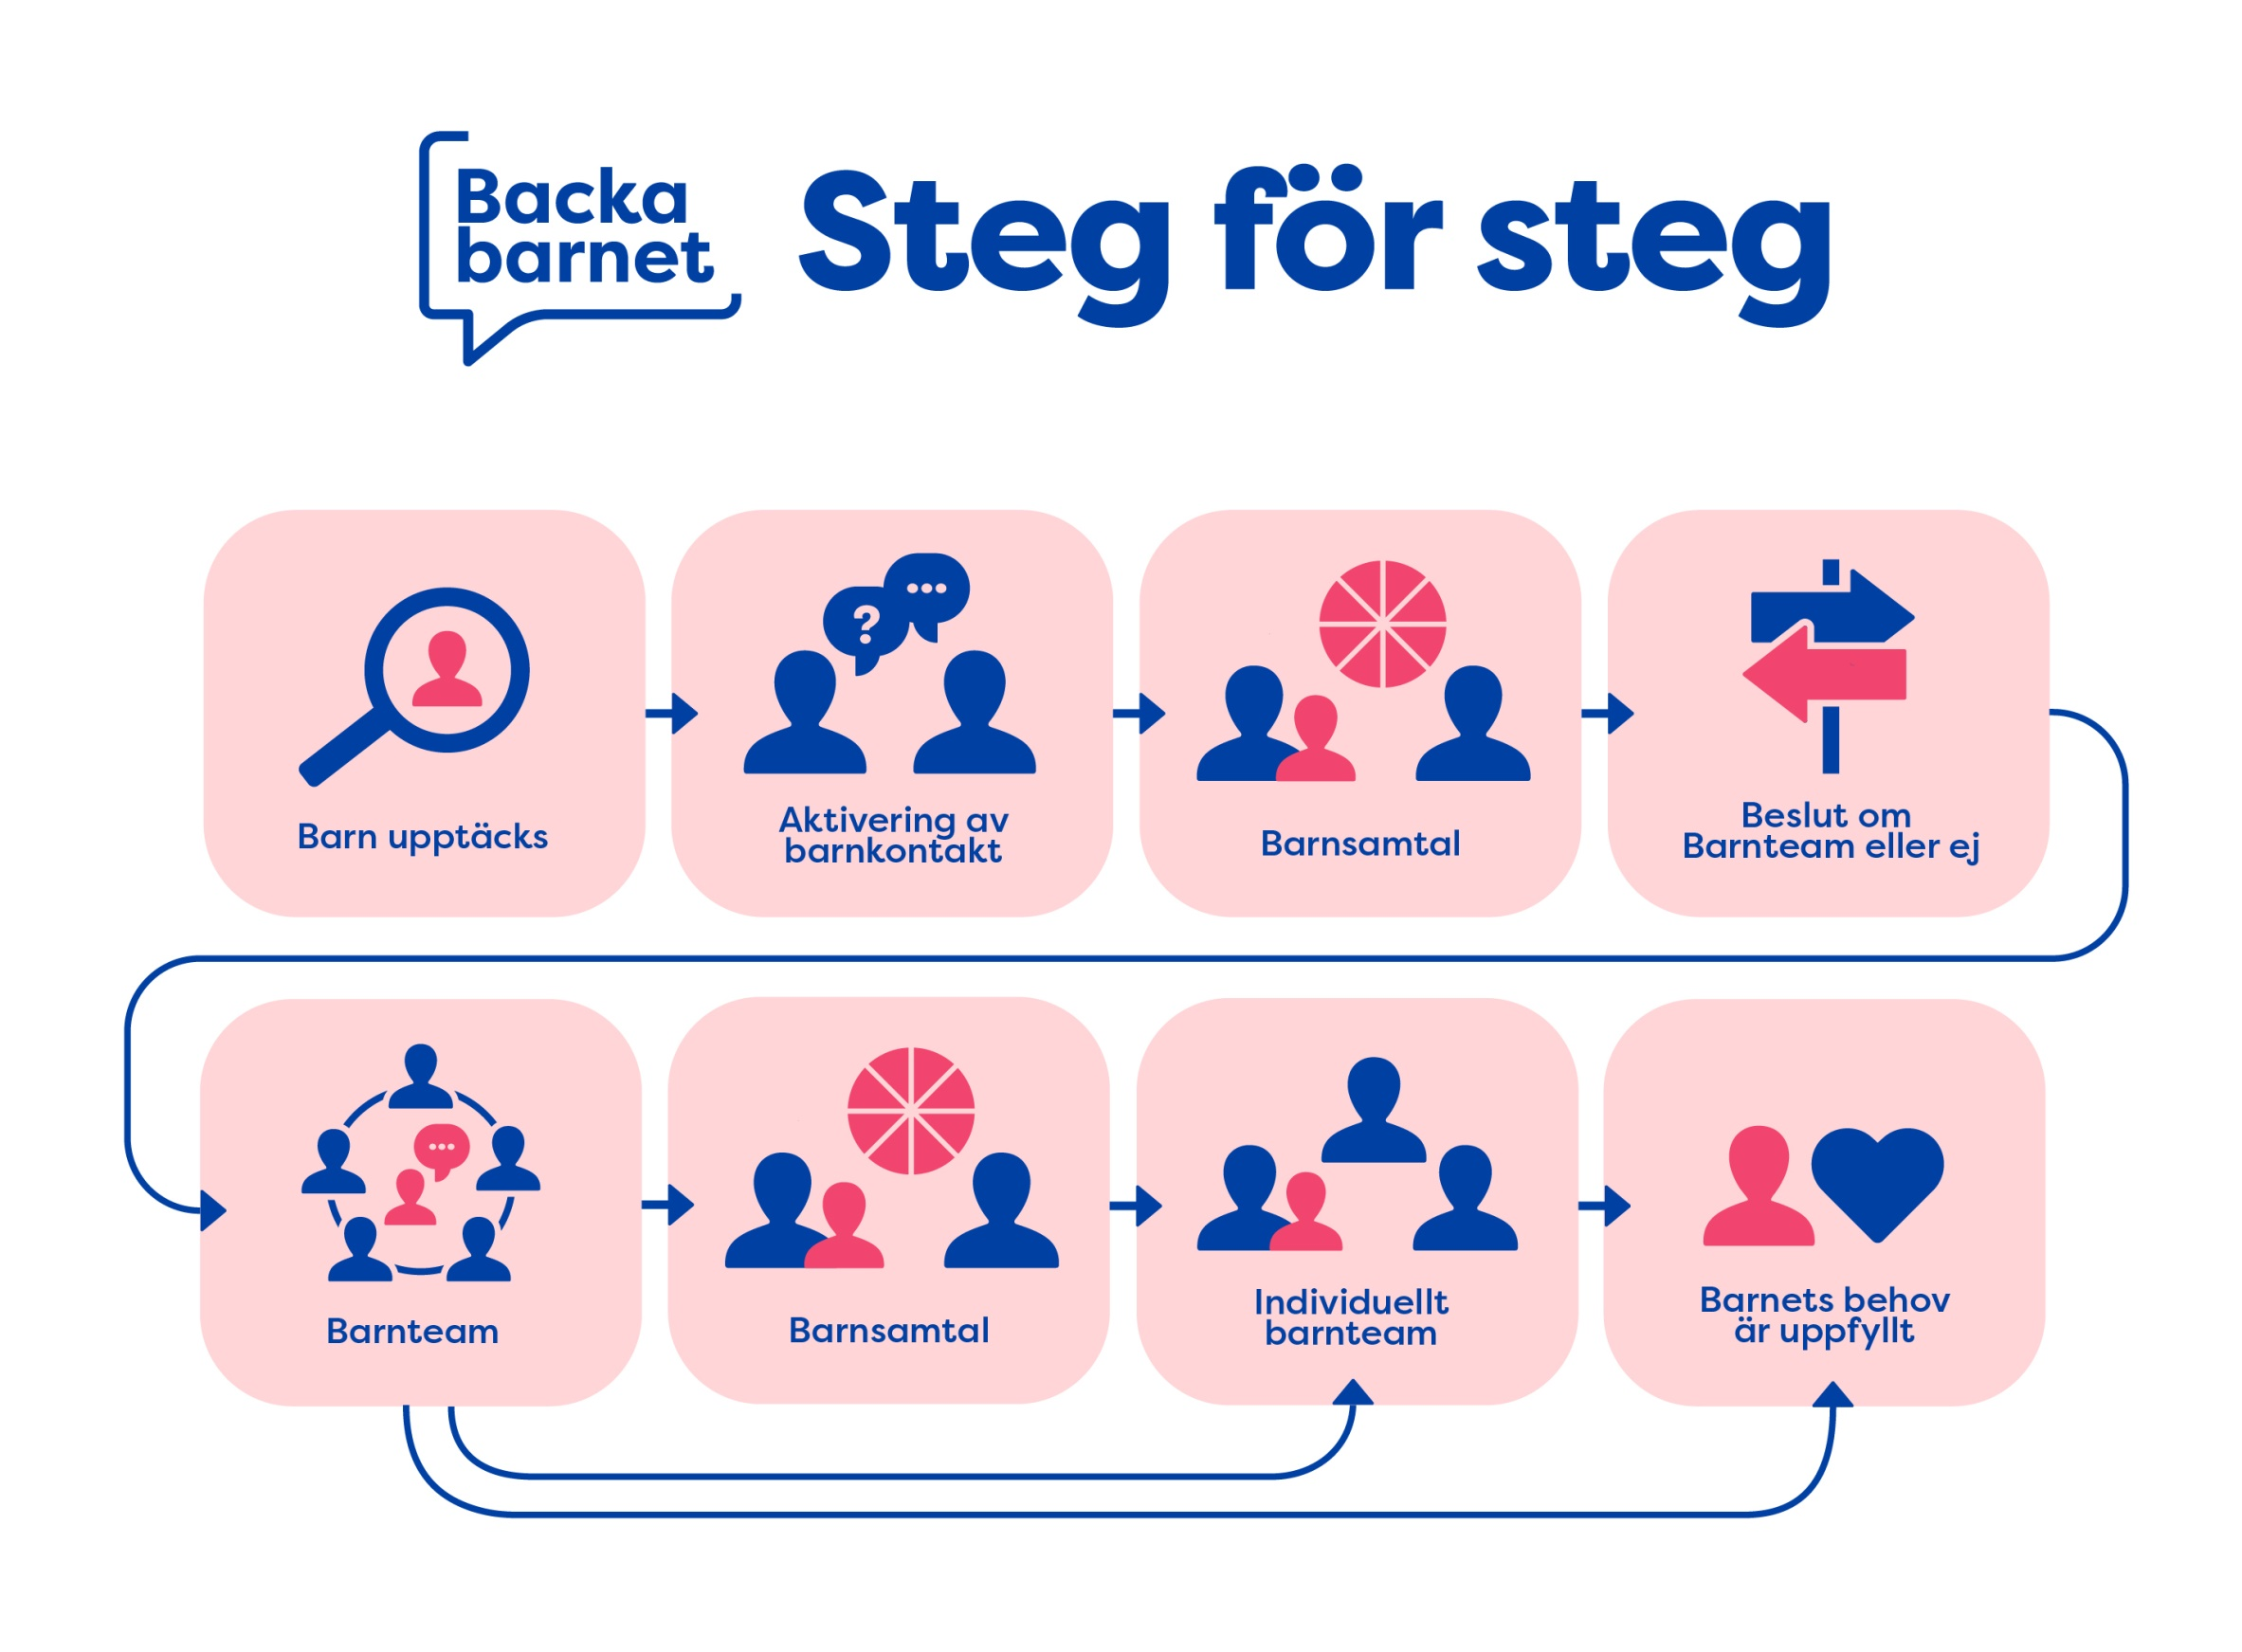 Backa
barnet
Steg för steg
Barn upptäcks
Aktivering av
barnkontakt
Barnsamtal
Beslut om
Barnteam eller ej
Barnteam
Barnsamtal
Individuellt
barnteam
Barnets behov
är uppfyllt